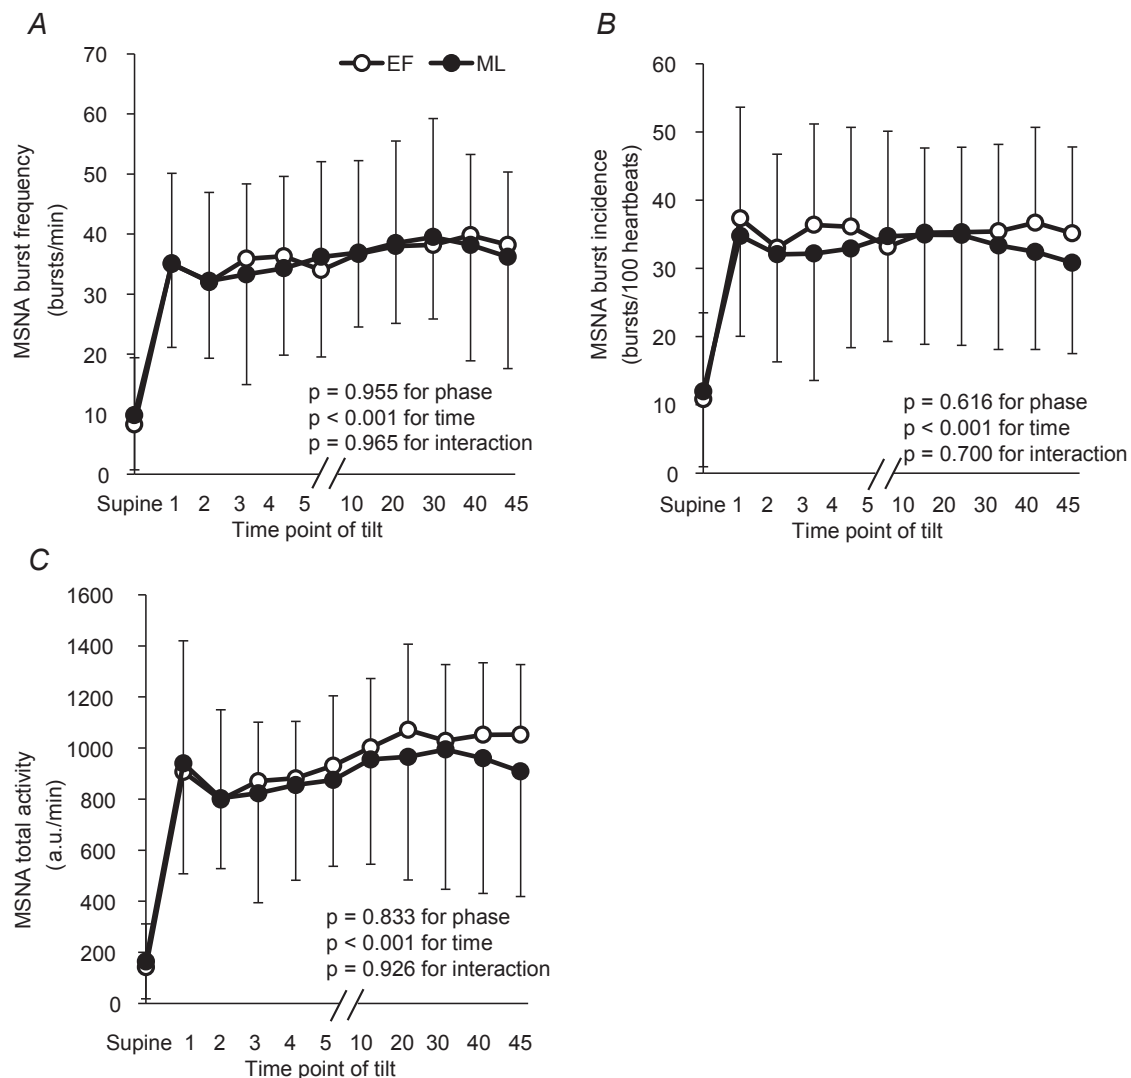 A
MSNA burst frequency
(bursts/min)
70
60
50
40
30
20
10
0
EF ML
p = 0.955 for phase
p < 0.001 for time
p = 0.965 for interaction
Supine 1 2 3 4 5 10 20 30 40 45
Time point of tilt
B
MSNA burst incidence
(bursts/100 heartbeats)
60
50
40
30
20
10
0
p = 0.616 for phase
p < 0.001 for time
p = 0.700 for interaction
Supine 1 2 3 4 5 10 20 30 40 45
Time point of tilt
C
MSNA total activity
(a.u./min)
1600
1400
1200
1000
800
600
400
200
0
p = 0.833 for phase
p < 0.001 for time
p = 0.926 for interaction
Supine 1 2 3 4 5 10 20 30 40 45
Time point of tilt